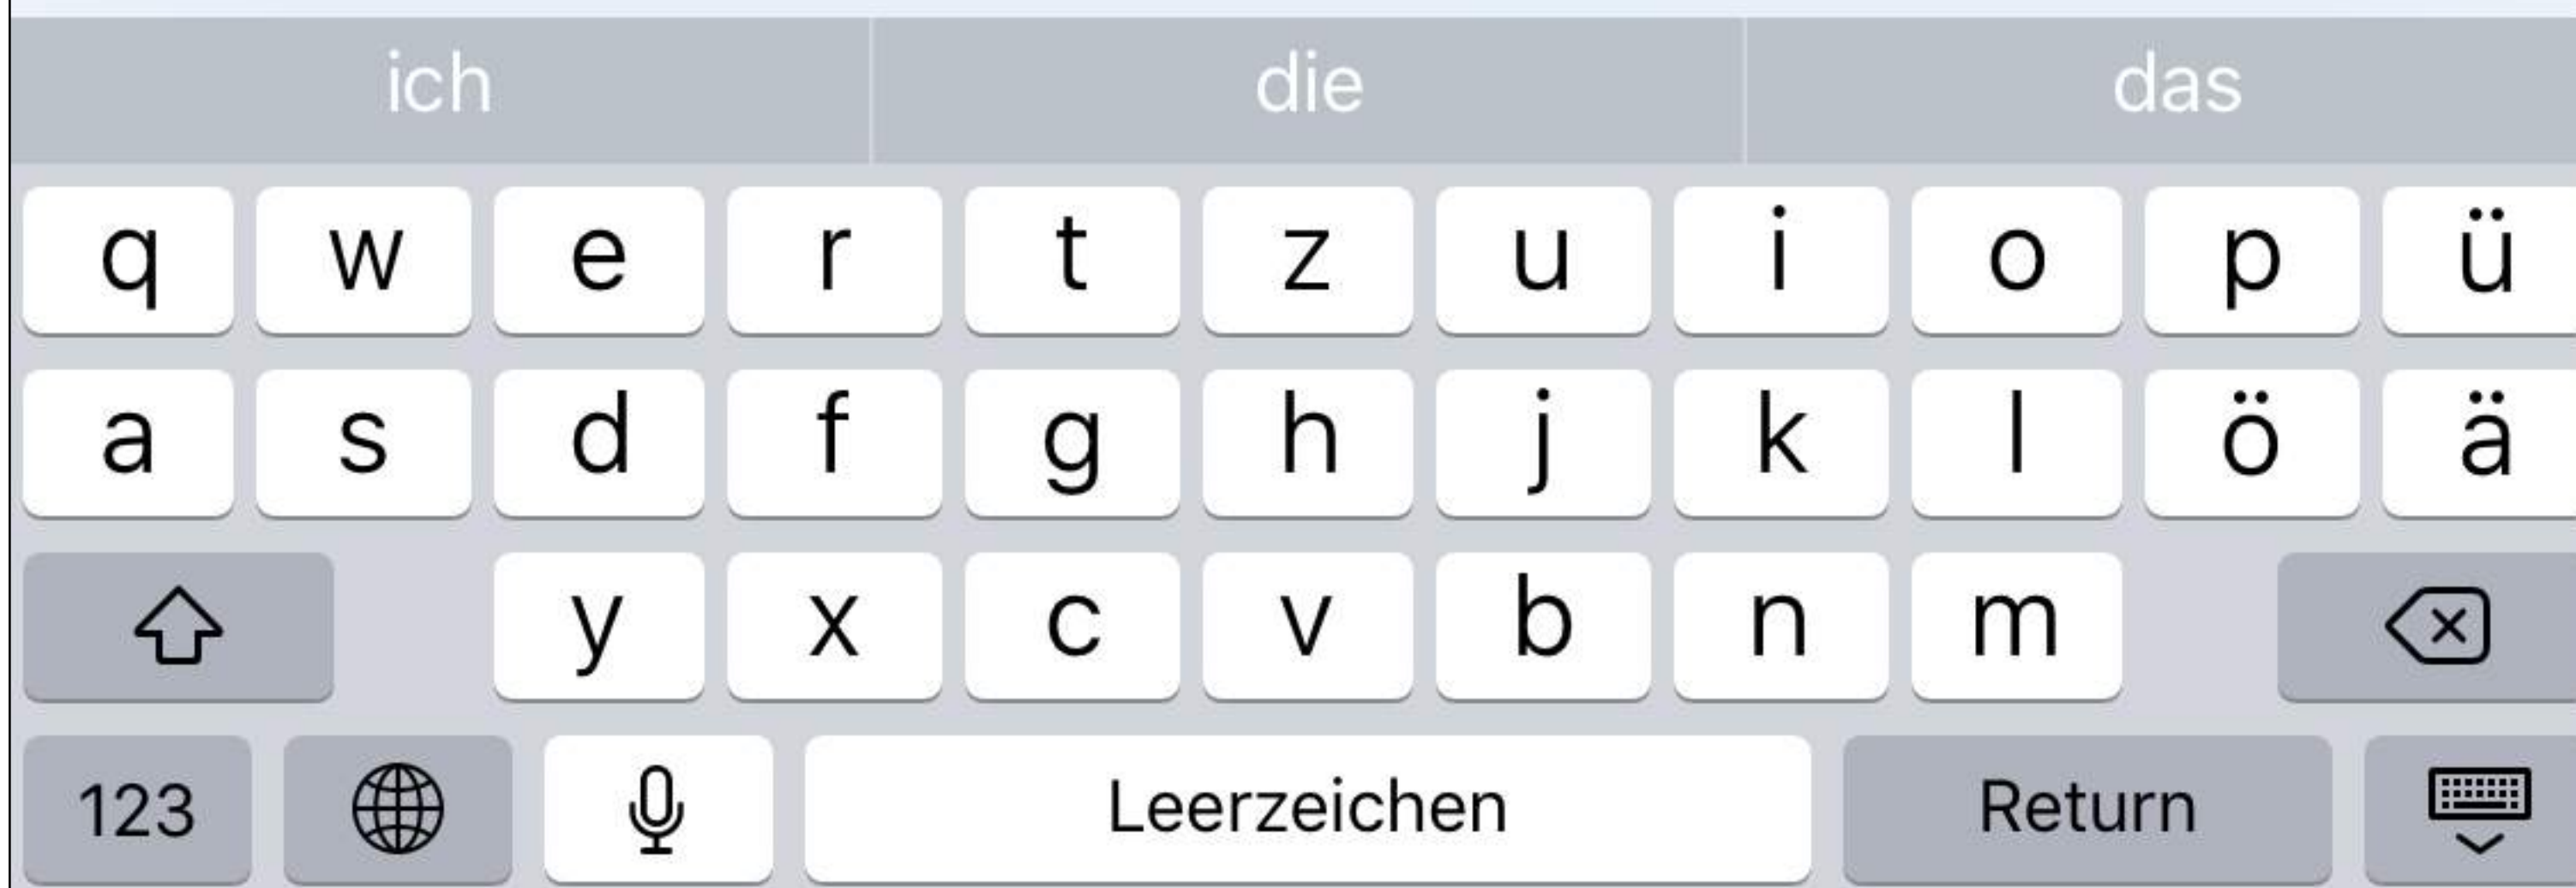 ich die das
q w e r t z u i o p ü
a s d f g h j k l ö ä
y x c v b n m
123 Leerzeichen Return